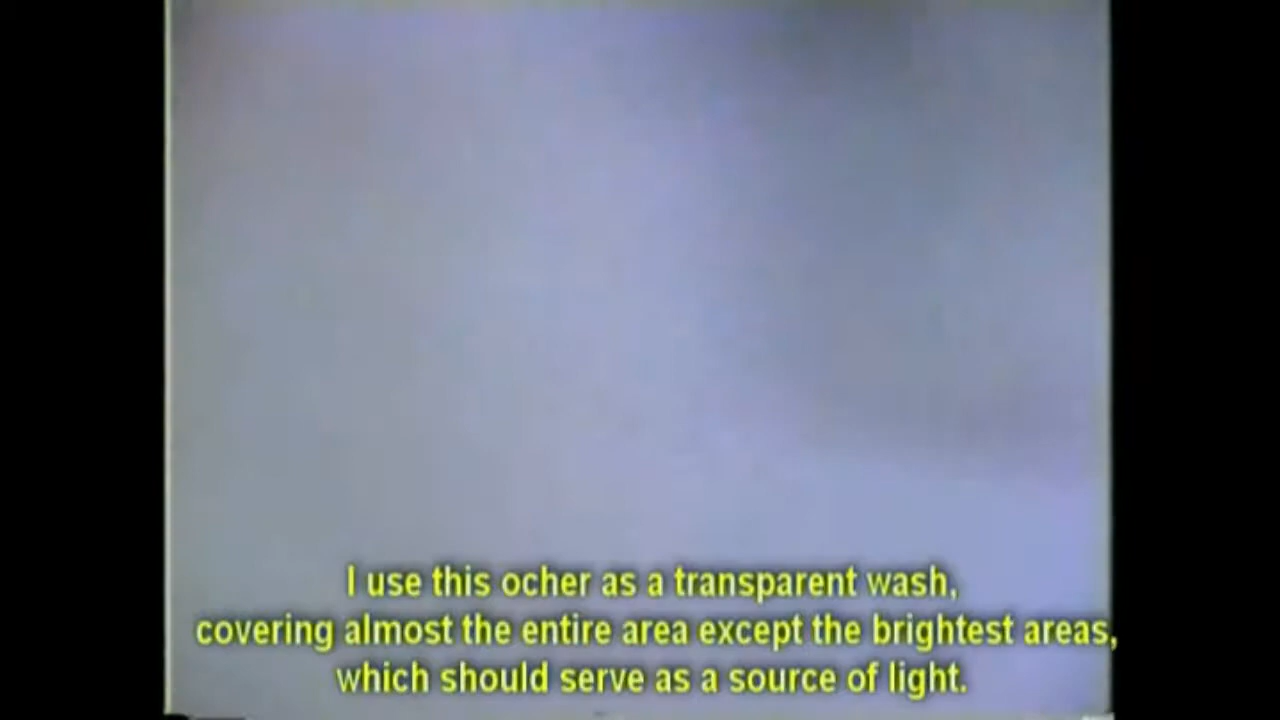 I use this ocher as a transparent wash,
covering almost the entire area except the brightest areas,
which should serve as a source of light.